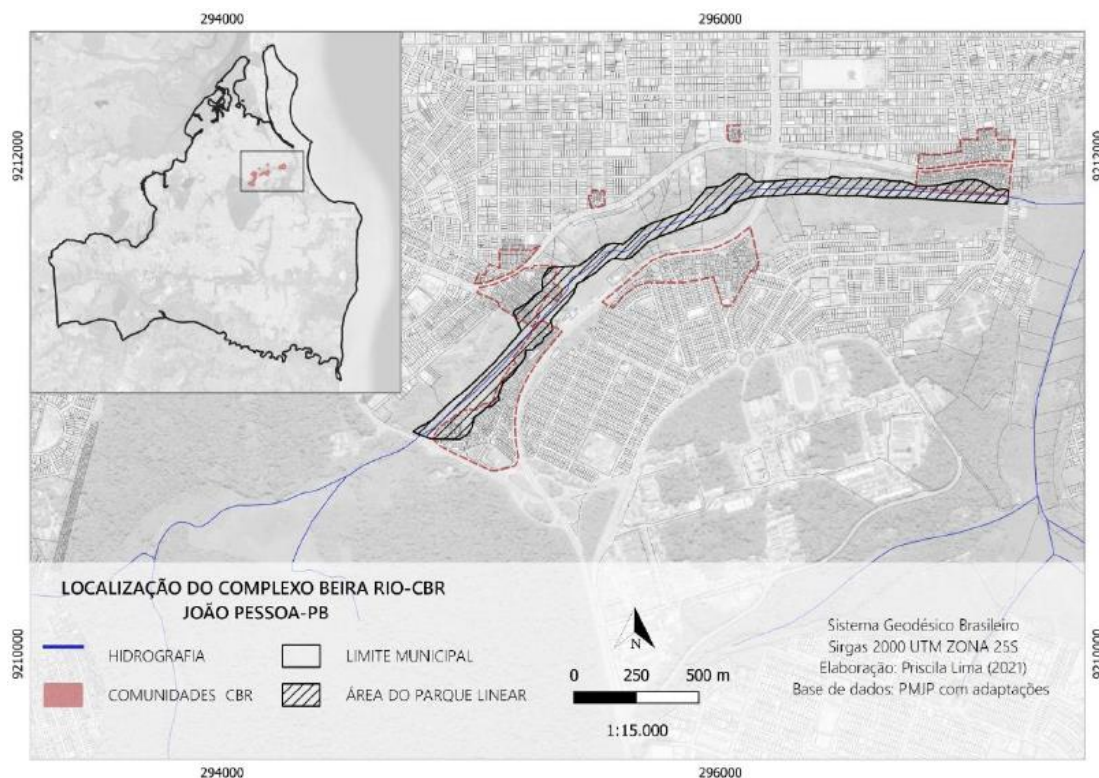 294000
296000
9212000
9212000
LOCALIZAÇÃO DO COMPLEXO BEIRA RIO-CBR
JOÃO PESSOA-PB
HIDROGRAFIA
LIMITE MUNICIPAL
COMUNIDADES CBR
ÁREA DO PARQUE LINEAR
N
0 250 500 m
1:15.000
Sistema Geodésico Brasileiro
Sirgas 2000 UTM ZONA 25S
Elaboração: Priscila Lima (2021)
Base de dados: PMJP com adaptações
9210000
9210000
294000
296000